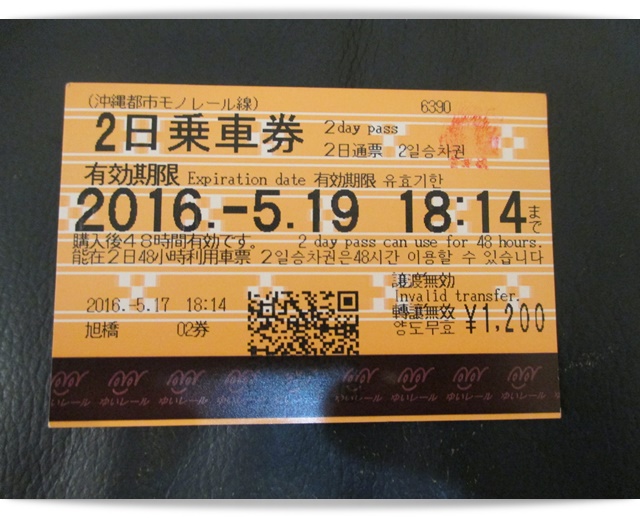 (沖縄都市モノレール線) 6390
2日乗車券 2day pass
2日通票 2일승차권
有効期限 Expiration date 有効期限 유효기한
2016.-5.19 18:14まで
購入後48時間有効です。 2 day pass can use for 48 hours.
能在2日48小時利用車票 2일승차권은48시간 이용할 수 있습니다
譲渡無効
Invalid transfer.
2016.-5.17 18:14
轉讓無效
旭橋 02券 양도무효 ¥1,200